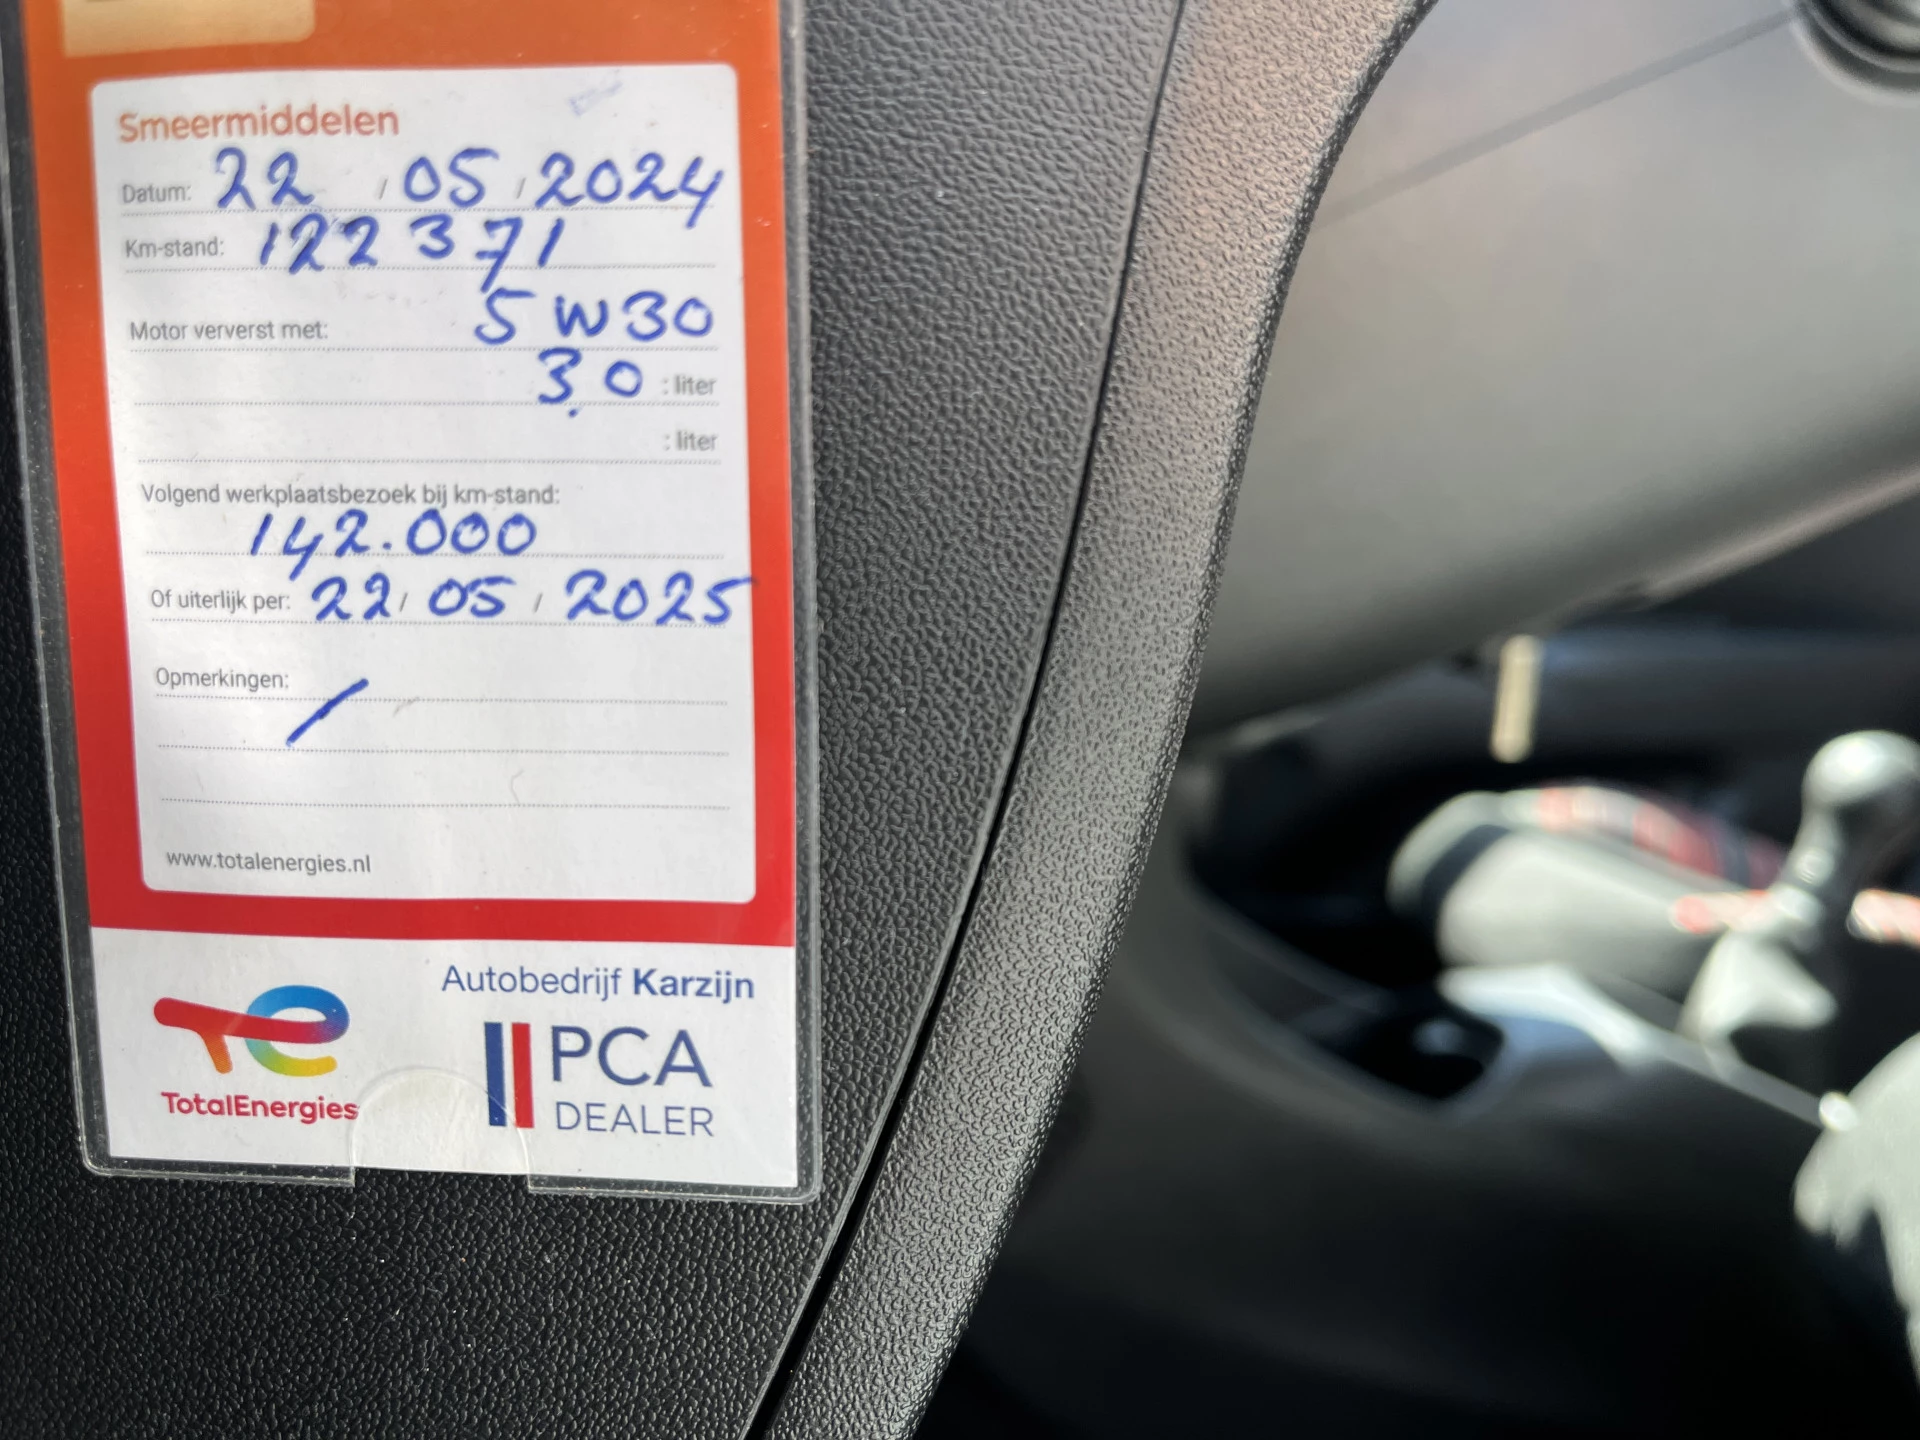 Smeermiddelen
Datum: 22 / 05 / 2024
Km-stand: 122371
Motor ververst met: 5W30
3.0 : liter
: liter
Volgend werkplaatsbezoek bij km-stand:
142.000
Of uiterlijk per: 22 / 05 / 2025
Opmerkingen:
/
www.totalenergies.nl
Autobedrijf Karzijn
PCA
DEALER
TotalEnergies